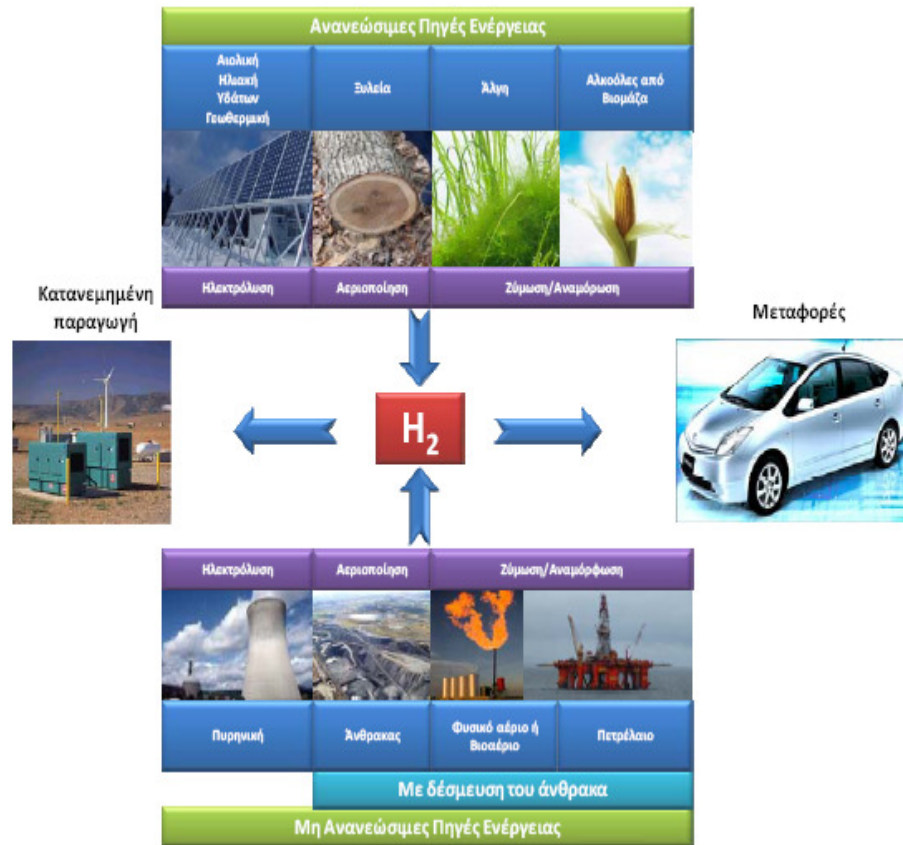 Ανανεώσιμες Πηγές Ενέργειας
Αιολική
Ηλιακή
Υδάτων
Γεωθερμική
Ξυλεία
Άλγη
Αλκοόλες από
Βιομάζα
Ηλεκτρόλυση
Αεριοποίηση
Ζύμωση/Αναμόρωση
Κατανεμημένη
παραγωγή
Μεταφορές
H2
Ηλεκτρόλυση
Αεριοποίηση
Ζύμωση/Αναμόρφωση
Πυρηνική
Άνθρακας
Φυσικό αέριο ή
Βιοαέριο
Πετρέλαιο
Με δέσμευση του άνθρακα
Μη Ανανεώσιμες Πηγές Ενέργειας